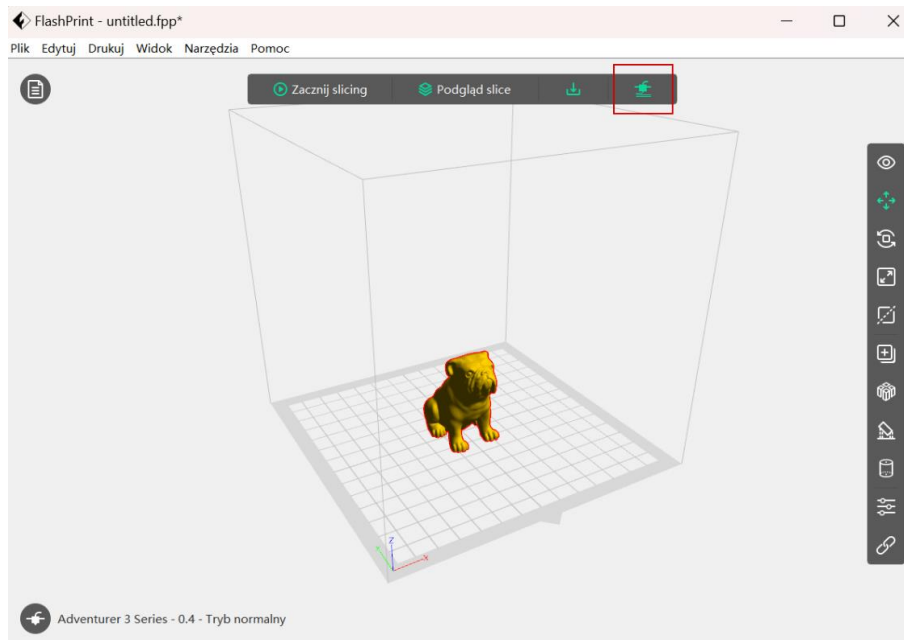 FlashPrint - untitled.fpp*
Plik Edytuj Drukuj Widok Narzędzia Pomoc
Zacznij slicing Podgląd slice
Z
X
Adventurer 3 Series - 0.4 - Tryb normalny